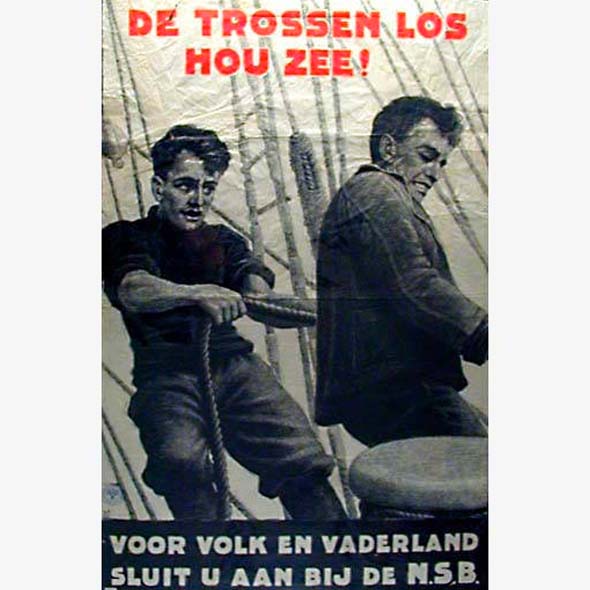 DE TROSSEN LOS
HOU ZEE!
VOOR VOLK EN VADERLAND
SLUIT U AAN BIJ DE N.S.B.